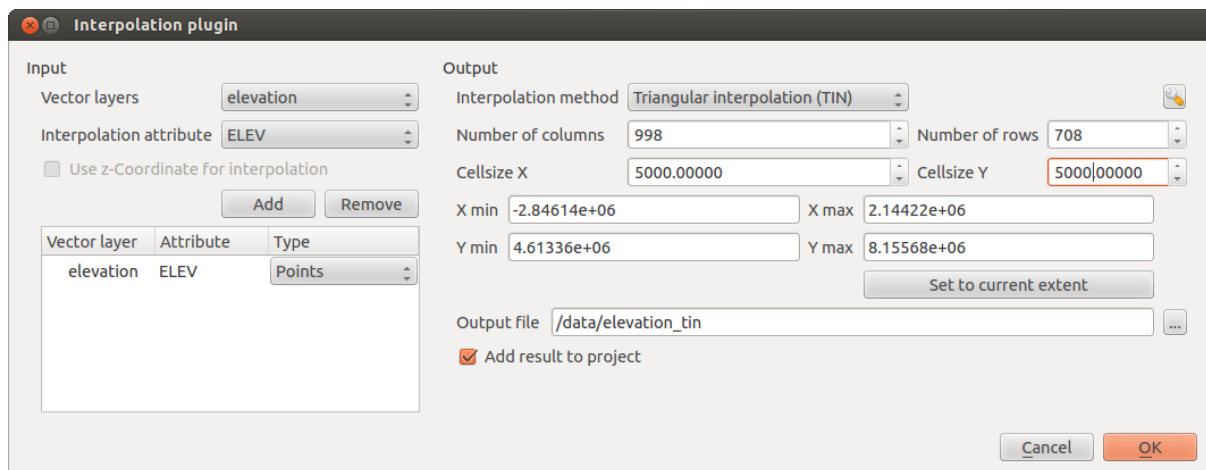 Interpolation plugin
Input
Vector layers elevation
Interpolation attribute ELEV
Use z-Coordinate for interpolation
Add Remove
Vector layer Attribute Type
elevation ELEV Points
Output
Interpolation method Triangular interpolation (TIN)
Number of columns 998 Number of rows 708
Cellsize X 5000.00000 Cellsize Y 5000.00000
X min -2.84614e+06 X max 2.14422e+06
Y min 4.61336e+06 Y max 8.15568e+06
Set to current extent
Output file /data/elevation_tin ...
Add result to project
Cancel OK